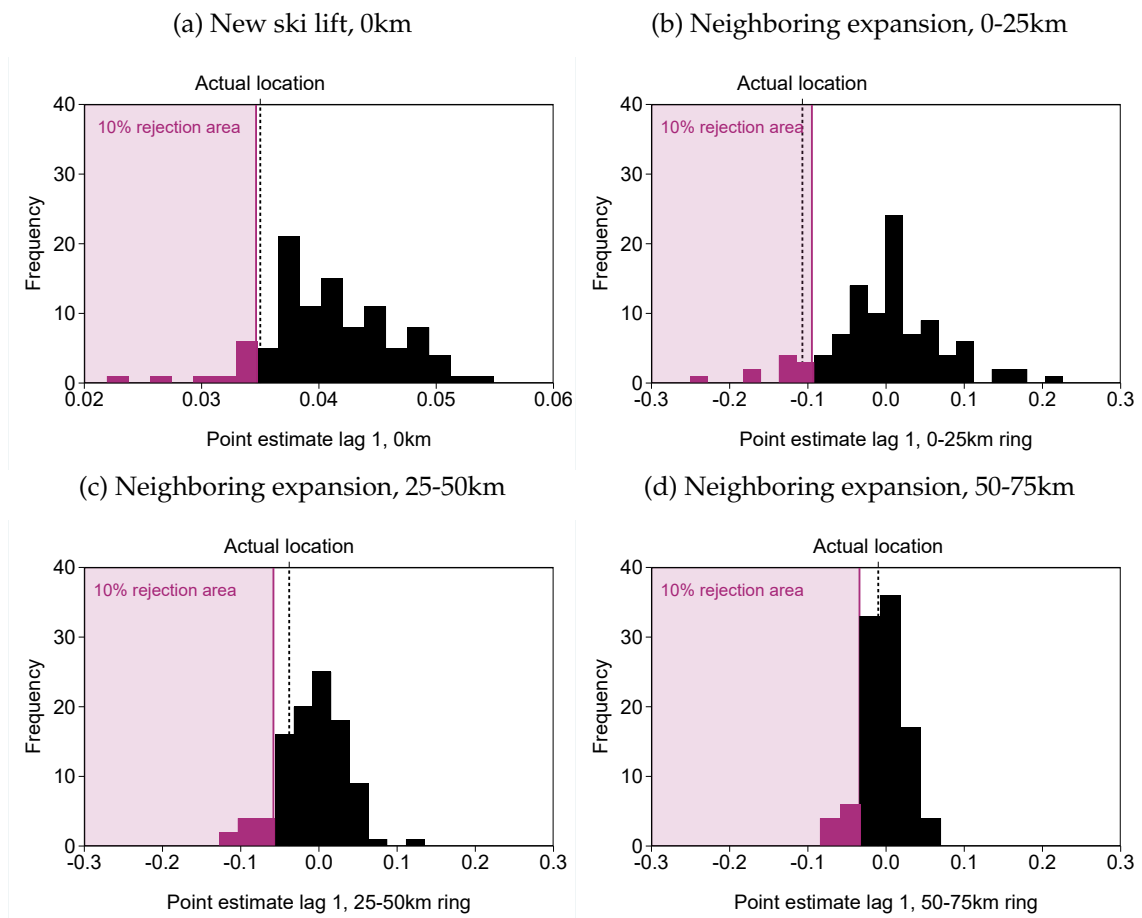 (a) New ski lift, 0km
Actual location
10% rejection area
Frequency
40
30
20
10
0
0.02
0.03
0.04
0.05
0.06
Point estimate lag 1, 0km
(b) Neighboring expansion, 0-25km
Actual location
10% rejection area
Frequency
40
30
20
10
0
-0.3
-0.2
-0.1
0.0
0.1
0.2
0.3
Point estimate lag 1, 0-25km ring
(c) Neighboring expansion, 25-50km
Actual location
10% rejection area
Frequency
40
30
20
10
0
-0.3
-0.2
-0.1
0.0
0.1
0.2
0.3
Point estimate lag 1, 25-50km ring
(d) Neighboring expansion, 50-75km
Actual location
10% rejection area
Frequency
40
30
20
10
0
-0.3
-0.2
-0.1
0.0
0.1
0.2
0.3
Point estimate lag 1, 50-75km ring